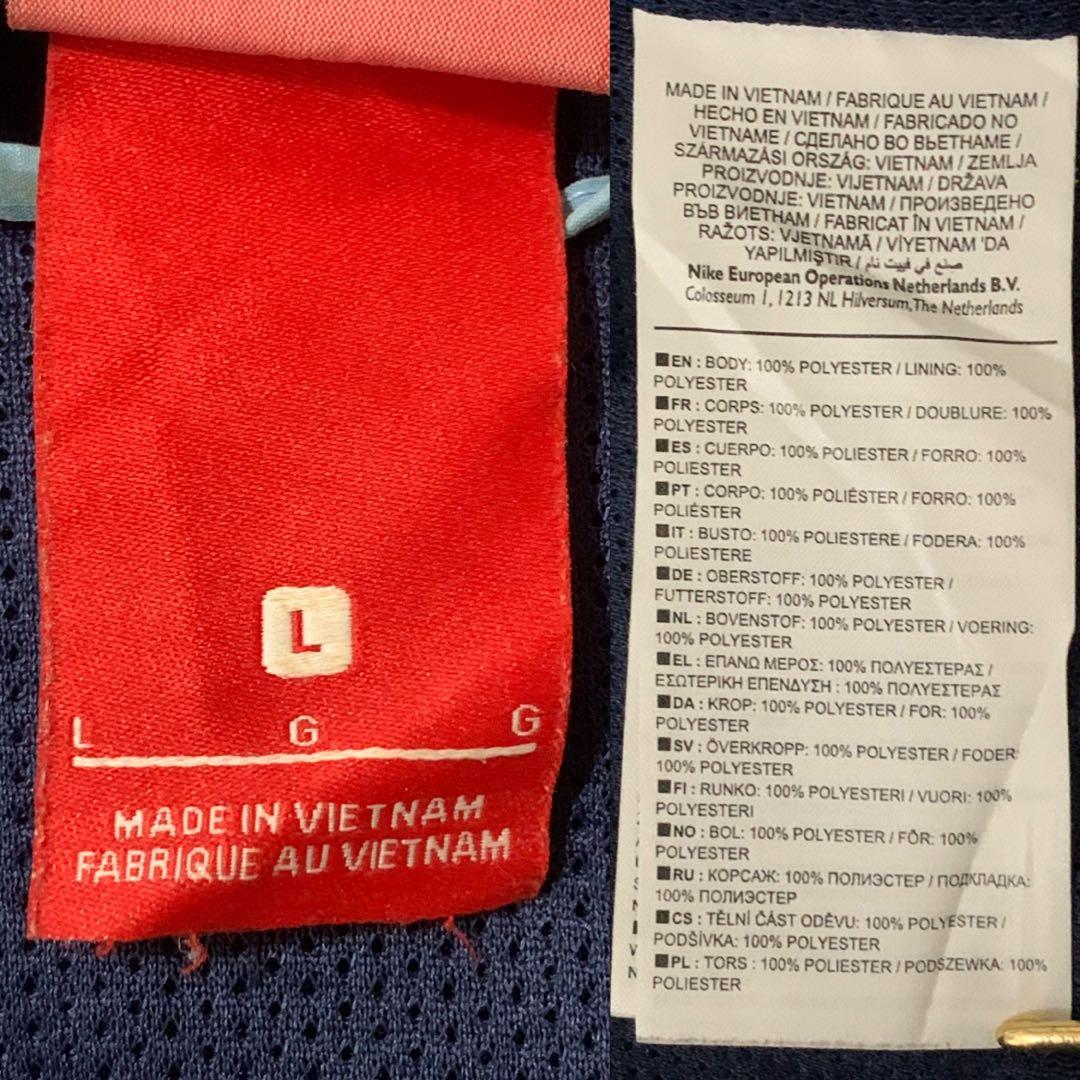 L
L G G
MADE IN VIETNAM
FABRIQUE AU VIETNAM
MADE IN VIETNAM / FABRIQUE AU VIETNAM /
HECHO EN VIETNAM / FABRICADO NO
VIETNAME / СДЕЛАНО ВО ВЬЕТНАМЕ /
SZÁRMAZÁSI ORSZÁG: VIETNAM / ZEMLJA
PROIZVODNJE: VIJETNAM / DRŽAVA
PROIZVODNJE: VIETNAM / ПРОИЗВЕДЕНО
ВЪВ ВИЕТНАМ / FABRICAT ÎN VIETNAM /
RAŽOTS: VJETNAMĀ / VİYETNAM 'DA
YAPILMIŞTIR / صنع في فييت نام
Nike European Operations Netherlands B.V.
Colosseum 1, 1213 NL Hilversum, The Netherlands
EN : BODY: 100% POLYESTER / LINING: 100%
POLYESTER
FR : CORPS: 100% POLYESTER / DOUBLURE: 100%
POLYESTER
ES : CUERPO: 100% POLIÉSTER / FORRO: 100%
POLIÉSTER
PT : CORPO: 100% POLIÉSTER / FORRO: 100%
POLIÉSTER
IT : BUSTO: 100% POLIESTERE / FODERA: 100%
POLIESTERE
DE : OBERSTOFF: 100% POLYESTER /
FUTTERSTOFF: 100% POLYESTER
NL : BOVENSTOF: 100% POLYESTER / VOERING:
100% POLYESTER
EL : ΕΠΑΝΩ ΜΕΡΟΣ: 100% ΠΟΛΥΕΣΤΕΡΑΣ /
ΕΣΩΤΕΡΙΚΗ ΕΠΕΝΔΥΣΗ : 100% ΠΟΛΥΕΣΤΕΡΑΣ
DA : KROP: 100% POLYESTER / FOR: 100%
POLYESTER
SV : ÖVERKROPP: 100% POLYESTER / FODER:
100% POLYESTER
FI : RUNKO: 100% POLYESTERI / VUORI: 100%
POLYESTERI
NO : BOL: 100% POLYESTER / FÔR: 100%
POLYESTER
RU : КОРСАЖ: 100% ПОЛИЭСТЕР / ПОДКЛАДКА:
100% ПОЛИЭСТЕР
CS : TĚLNÍ ČÁST ODĚVU: 100% POLYESTER /
PODŠÍVKA: 100% POLYESTER
PL : TORS : 100% POLIESTER / PODSZEWKA: 100%
POLIESTER